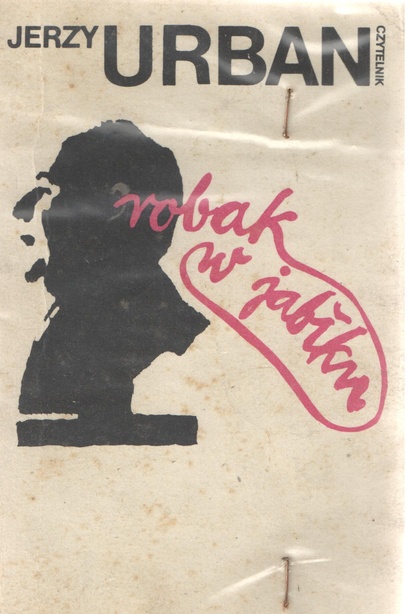 JERZY URBAN
CZYTELNIK
robak
w jabłku